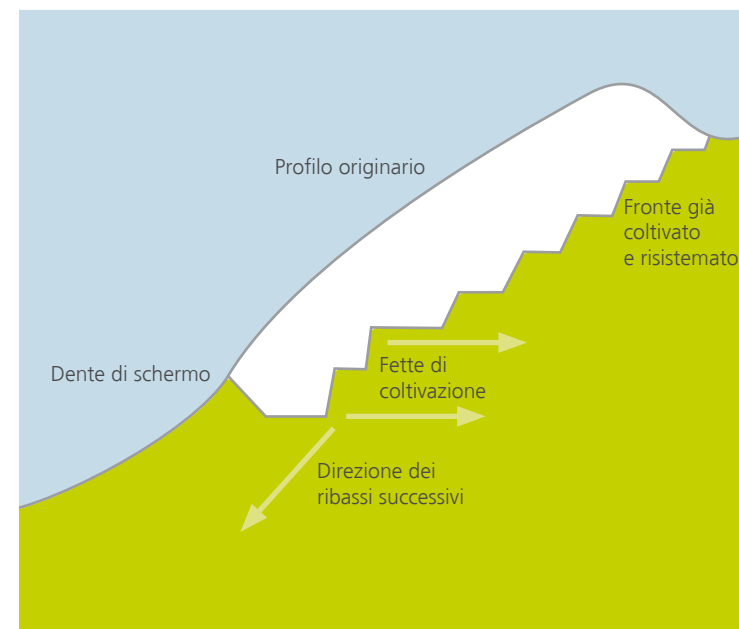 Profilo originario
Fronte già
coltivato
e risistemato
Dente di schermo
Fette di
coltivazione
Direzione dei
ribassi successivi